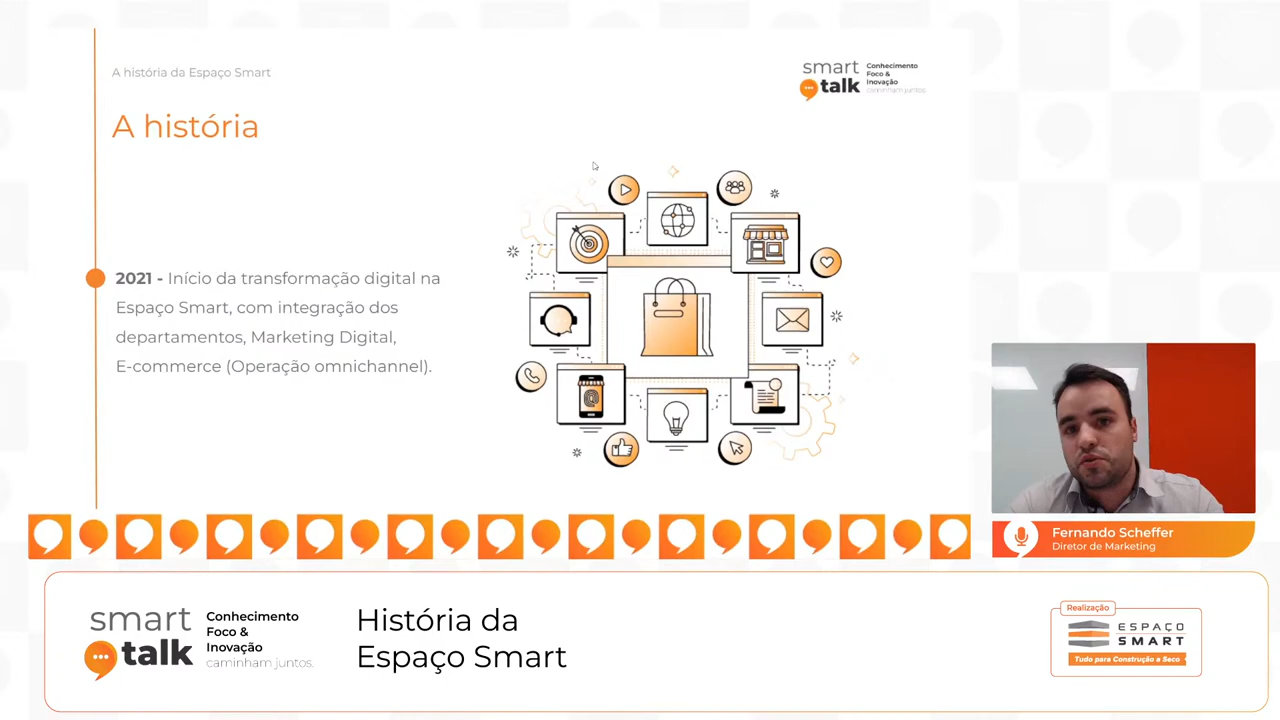 A história da Espaço Smart
smart
talk
Conhecimento
Foco &
Inovação
caminham juntos.
A história
2021 - Início da transformação digital na
Espaço Smart, com integração dos
departamentos, Marketing Digital,
E-commerce (Operação omnichannel).
Fernando Scheffer
Diretor de Marketing
smart
talk
Conhecimento
Foco &
Inovação
caminham juntos.
História da
Espaço Smart
Realização
ESPAÇO
SMART
Tudo para Construção a Seco